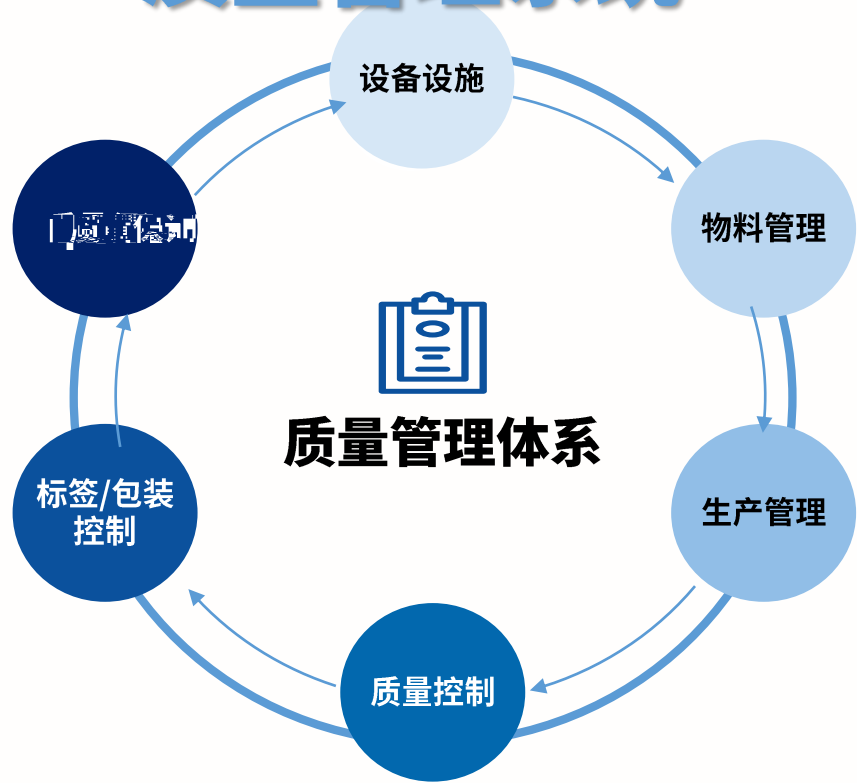 设备设施
物料管理
质量管理体系
标签/包装
控制
生产管理
质量控制